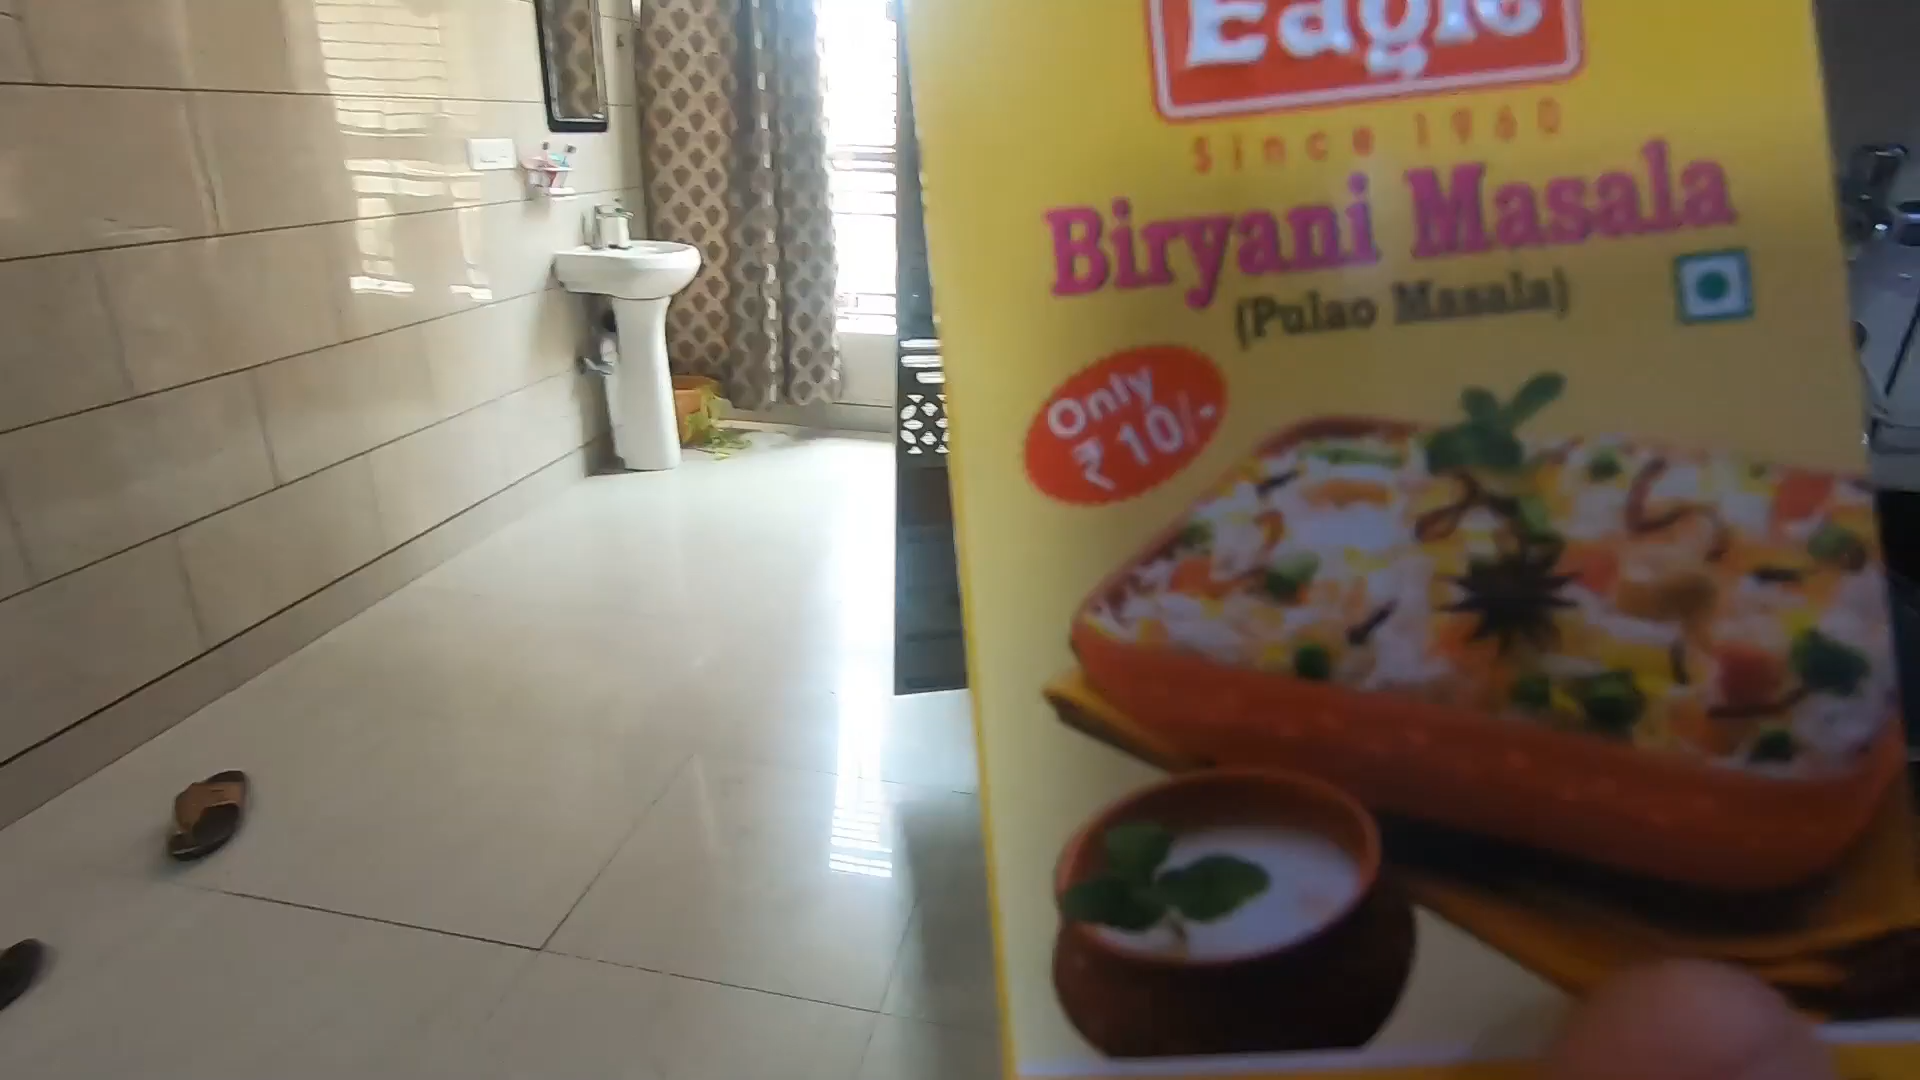 Eagle
Since 1960
Biryani Masala
(Pulao Masala)
Only
₹ 10/-